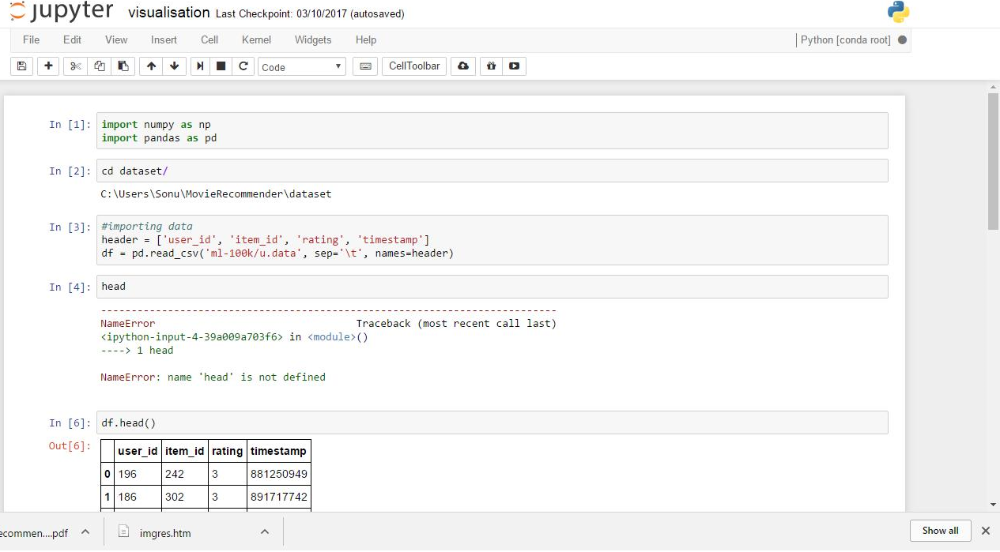 jupyter visualisation Last Checkpoint: 03/10/2017 (autosaved)
File Edit View Insert Cell Kernel Widgets Help Python [conda root]
Code CellToolbar
In [1]: import numpy as np
import pandas as pd
In [2]: cd dataset/
C:\Users\Sonu\MovieRecommender\dataset
In [3]: #importing data
header = ['user_id', 'item_id', 'rating', 'timestamp']
df = pd.read_csv('ml-100k/u.data', sep='\t', names=header)
In [4]: head
---------------------------------------------------------------------------
NameError Traceback (most recent call last)
<ipython-input-4-39a009a703f6> in <module>()
----> 1 head
NameError: name 'head' is not defined
In [6]: df.head()
Out[6]:
user_id item_id rating timestamp
0 196 242 3 881250949
1 186 302 3 891717742
ecommen....pdf imgres.htm Show all